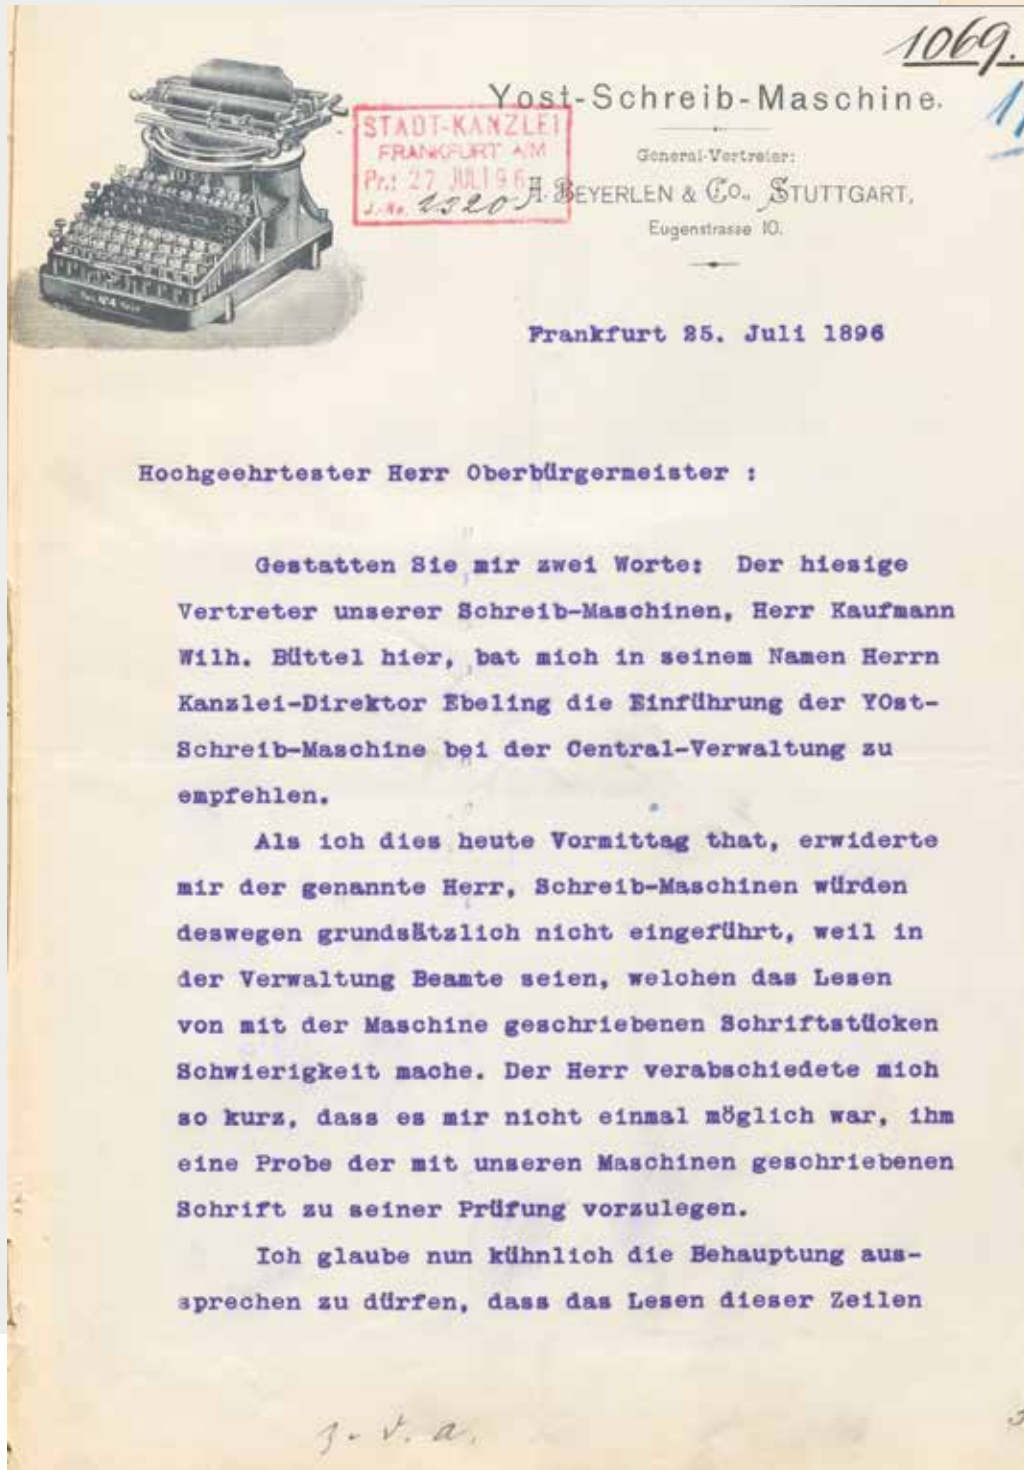 1069.
Yost-Schreib-Maschine.
General-Vertreter:
A. BEYERLEN & Co., STUTTGART,
Eugenstrasse 10.
STADT-KANZLEI
FRANKFURT A/M
Pr.: 27 JULI 96
J.-No. 2320
No 4
Frankfurt 25. Juli 1896
Hochgeehrtester Herr Oberbürgermeister :
Gestatten Sie mir zwei Worte: Der hiesige
Vertreter unserer Schreib-Maschinen, Herr Kaufmann
Wilh. Büttel hier, bat mich in seinem Namen Herrn
Kanzlei-Direktor Ebeling die Einführung der YOst-
Schreib-Maschine bei der Central-Verwaltung zu
empfehlen.
Als ich dies heute Vormittag that, erwiderte
mir der genannte Herr, Schreib-Maschinen würden
deswegen grundsätzlich nicht eingeführt, weil in
der Verwaltung Beamte seien, welchen das Lesen
von mit der Maschine geschriebenen Schriftstücken
Schwierigkeit mache. Der Herr verabschiedete mich
so kurz, dass es mir nicht einmal möglich war, ihm
eine Probe der mit unseren Maschinen geschriebenen
Schrift zu seiner Prüfung vorzulegen.
Ich glaube nun kühnlich die Behauptung aus-
sprechen zu dürfen, dass das Lesen dieser Zeilen
z. d. a.